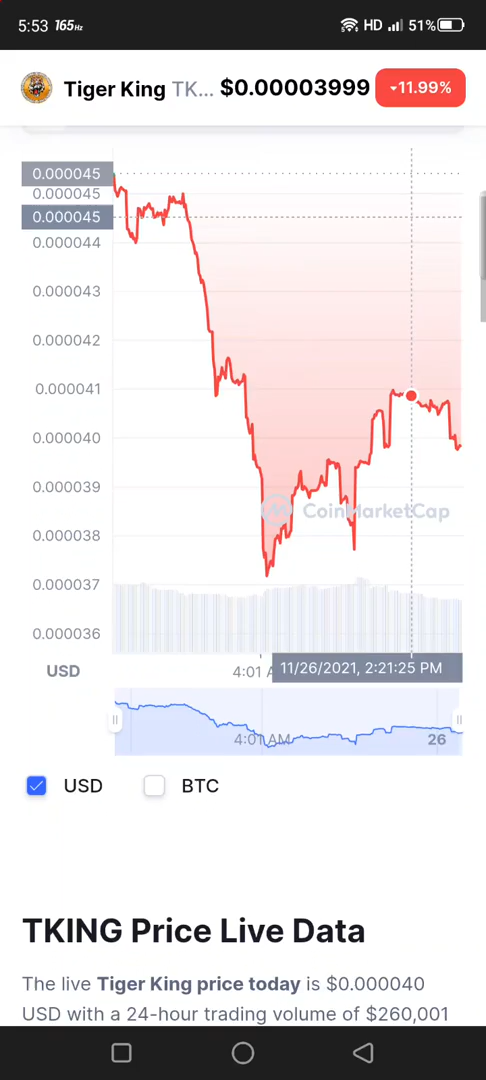 5:53 165Hz HD 51%
Tiger King TK... $0.00003999 11.99%
0.000045
0.000045
0.000045
0.000044
0.000043
0.000042
0.000041
0.000040
0.000039
CoinMarketCap
0.000038
0.000037
0.000036
USD 4:01 A 11/26/2021, 2:21:25 PM
4:01 AM 26
USD BTC
TKING Price Live Data
The live Tiger King price today is $0.000040
USD with a 24-hour trading volume of $260,001